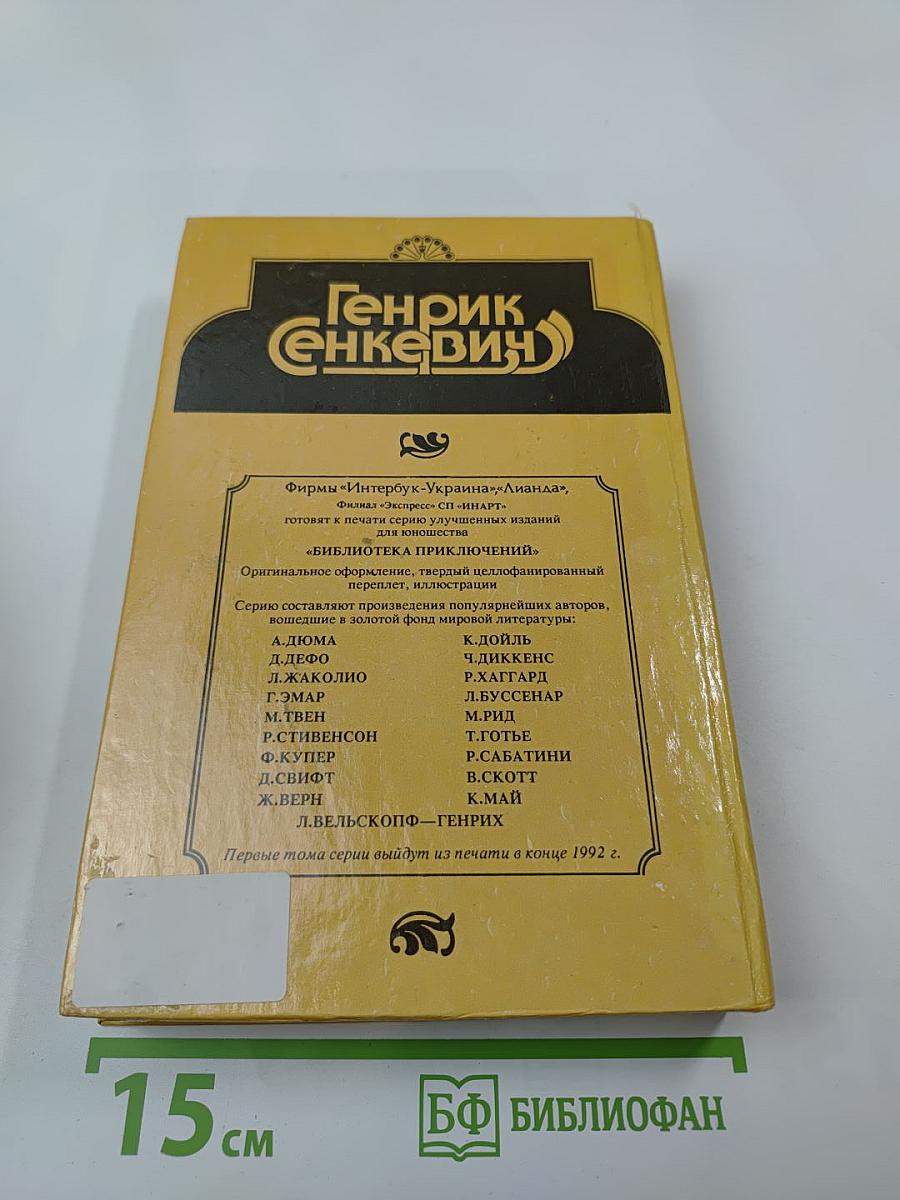 Генрик
Сенкевич
Фирмы «Интербук-Украина»,«Лианда»,
Филиал «Экспресс» СП «ИНАРТ»
готовят к печати серию улучшенных изданий
для юношества
«БИБЛИОТЕКА ПРИКЛЮЧЕНИЙ»
Оригинальное оформление, твердый целлофанированный
переплет, иллюстрации
Серию составляют произведения популярнейших авторов,
вошедшие в золотой фонд мировой литературы:
А.ДЮМА К.ДОЙЛЬ
Д.ДЕФО Ч.ДИККЕНС
Л.ЖАКОЛИО Р.ХАГГАРД
Г.ЭМАР Л.БУССЕНАР
М.ТВЕН М.РИД
Р.СТИВЕНСОН Т.ГОТЬЕ
Ф.КУПЕР Р.САБАТИНИ
Д.СВИФТ В.СКОТТ
Ж.ВЕРН К.МАЙ
Л.ВЕЛЬСКОПФ—ГЕНРИХ
Первые тома серии выйдут из печати в конце 1992 г.
15 см
БФ БИБЛИОФАН